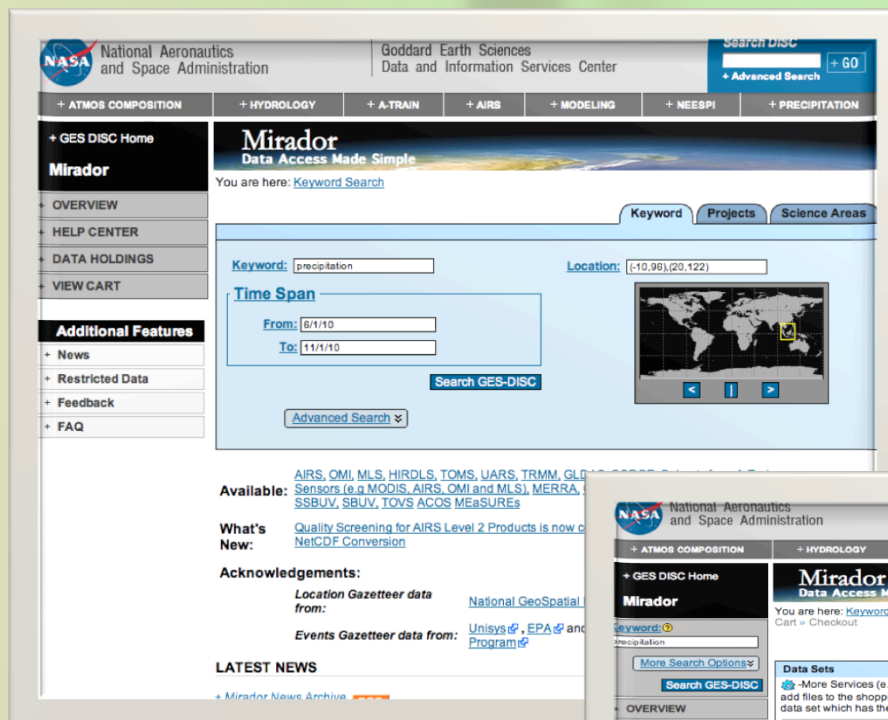 NASA
National Aeronautics
and Space Administration
Goddard Earth Sciences
Data and Information Services Center
Search DISC
+ GO
+ Advanced Search
+ ATMOS COMPOSITION
+ HYDROLOGY
+ A-TRAIN
+ AIRS
+ MODELING
+ NEESPI
+ PRECIPITATION
+ GES DISC Home
Mirador
+ OVERVIEW
+ HELP CENTER
+ DATA HOLDINGS
+ VIEW CART
Additional Features
+ News
+ Restricted Data
+ Feedback
+ FAQ
Mirador
Data Access Made Simple
You are here: Keyword Search
Keyword
Projects
Science Areas
Keyword: precipitation
Location: (-10,96),(20,122)
Time Span
From: 6/1/10
To: 11/1/10
Search GES-DISC
< | >
Advanced Search
Available:
AIRS, OMI, MLS, HIRDLS, TOMS, UARS, TRMM,
Sensors (e.g MODIS, AIRS, OMI and MLS), MERRA,
SSBUV, SBUV, TOVS ACOS MEaSUREs
What's New:
Quality Screening for AIRS Level 2 Products is now
NetCDF Conversion
Acknowledgements:
Location Gazetteer data from:
National GeoSpatial
Events Gazetteer data from:
Unisys , EPA and
Program
LATEST NEWS
+ Mirador News Archive
NASA
National Aeronautics
and Space Administration
+ ATMOS COMPOSITION
+ HYDROLOGY
+ GES DISC Home
Mirador
Keyword:
precipitation
More Search Options
Search GES-DISC
+ OVERVIEW
Mirador
Data Access
You are here: Keyword
Cart » Checkout
Data Sets
-More Services (e.
add files to the
data set which has the